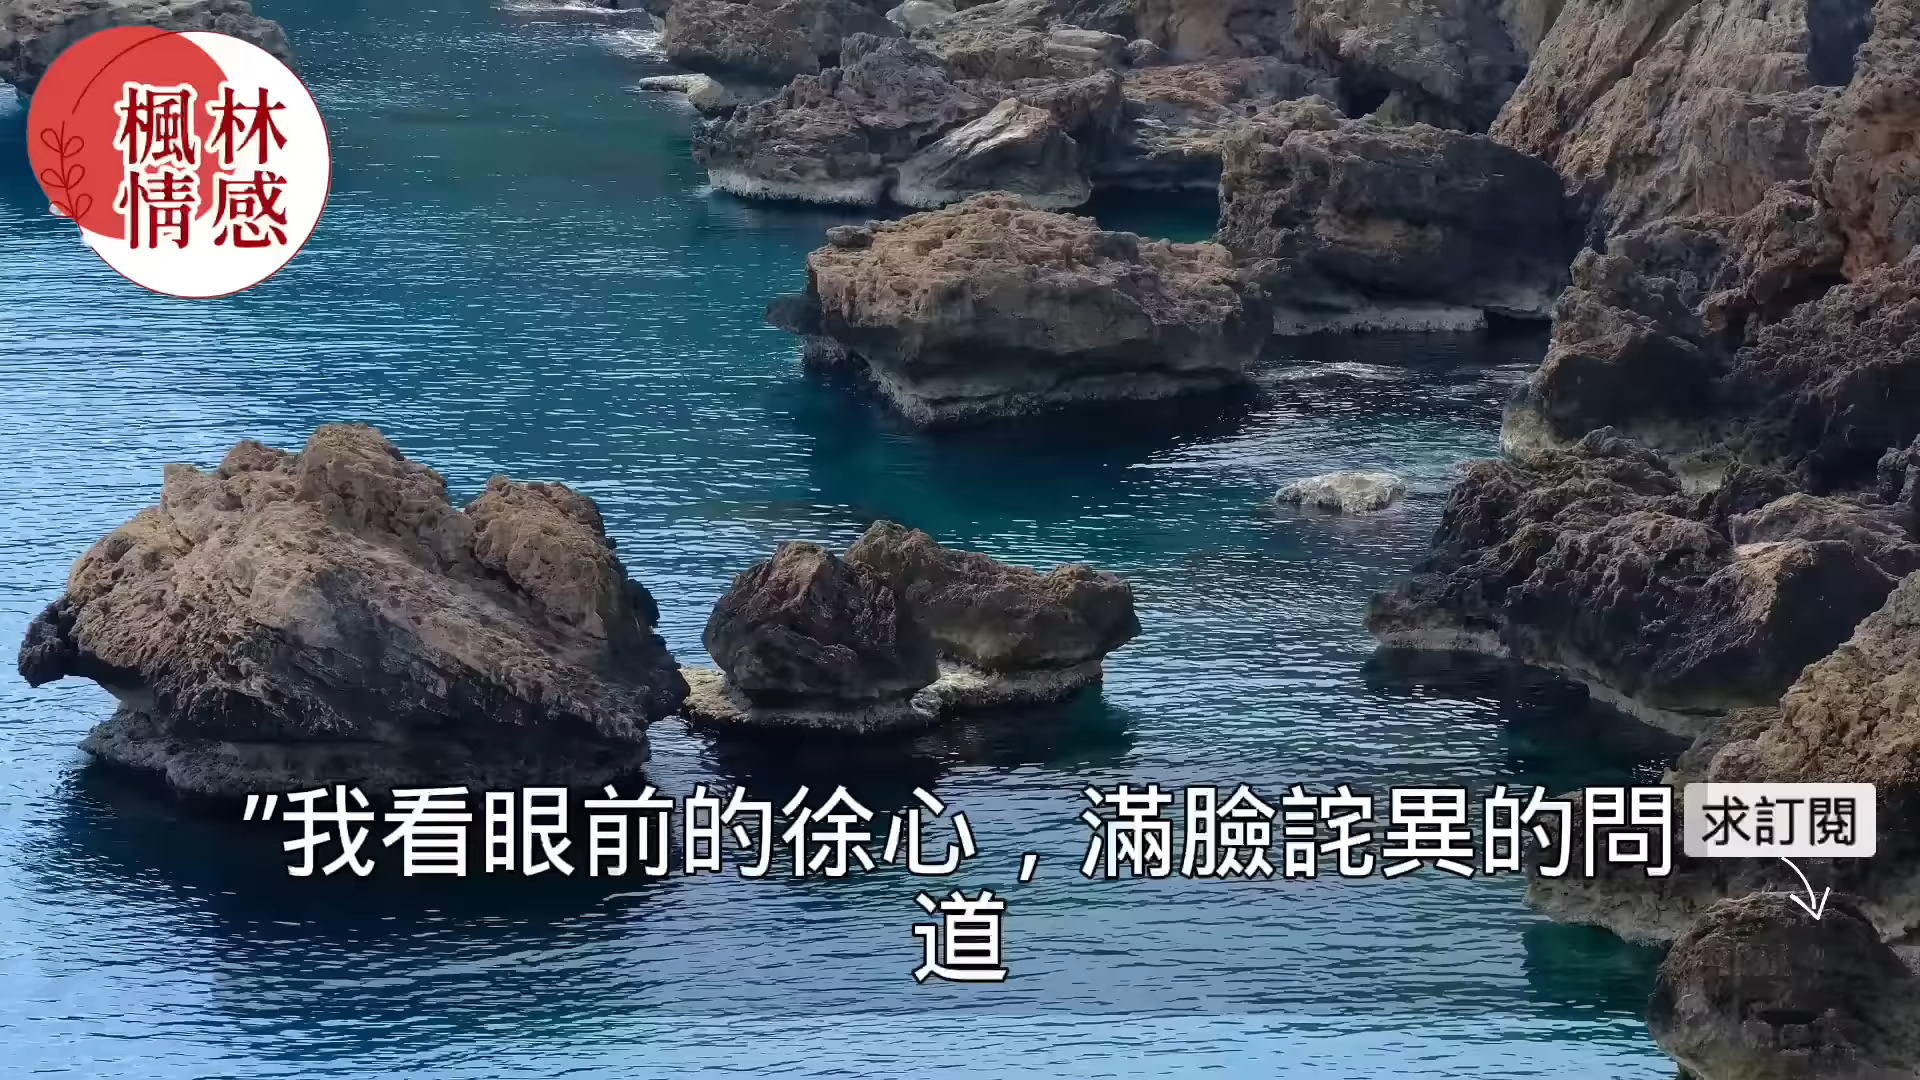 楓林
情感
"我看眼前的徐心，滿臉詫異的問
道
求訂閱